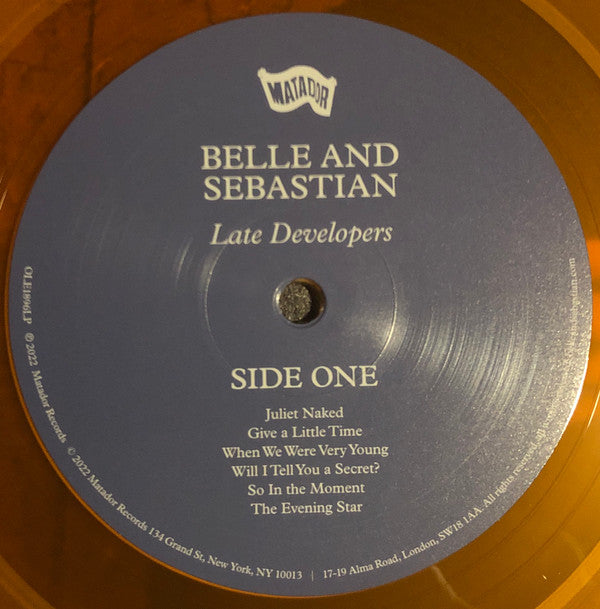 MATADOR
BELLE AND
SEBASTIAN
Late Developers
SIDE ONE
Juliet Naked
Give a Little Time
When We Were Very Young
Will I Tell You a Secret?
So In the Moment
The Evening Star
OLE1896LP ℗ 2022 Matador Records © 2022 Matador Records 134 Grand St, New York, NY 10013 | 17-19 Alma Road, London, SW18 1AA. All rights reserved. all